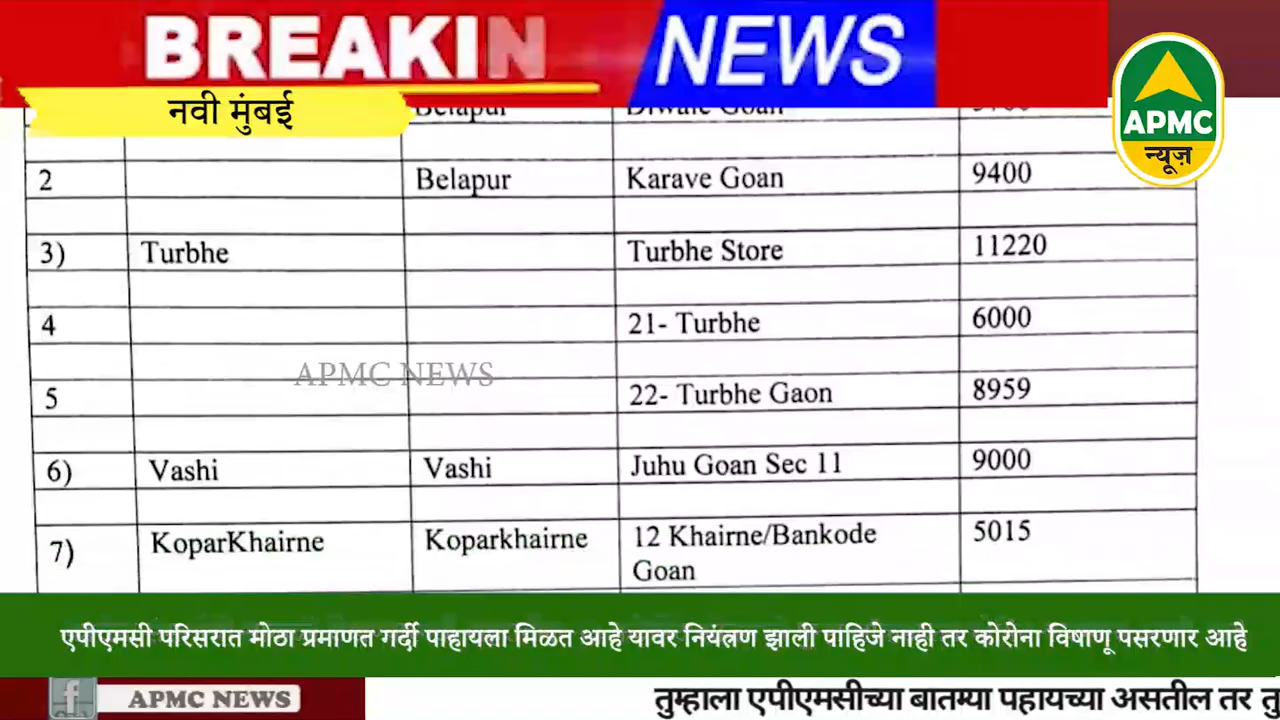 BREAKIN NEWS
नवी मुंबई
APMC
न्यूज़
Belapur Diwale Goan
2 Belapur Karave Goan 9400
3) Turbhe Turbhe Store 11220
4 21- Turbhe 6000
APMC NEWS
5 22- Turbhe Gaon 8959
6) Vashi Vashi Juhu Goan Sec 11 9000
7) KoparKhairne Koparkhairne 12 Khairne/Bankode 5015
Goan
एपीएमसी परिसरात मोठा प्रमाणत गर्दी पाहायला मिळत आहे यावर नियंत्रण झाली पाहिजे नाही तर कोरोना विषाणू पसरणार आहे
APMC NEWS
तुम्हाला एपीएमसीच्या बातम्या पहायच्या असतील तर तु